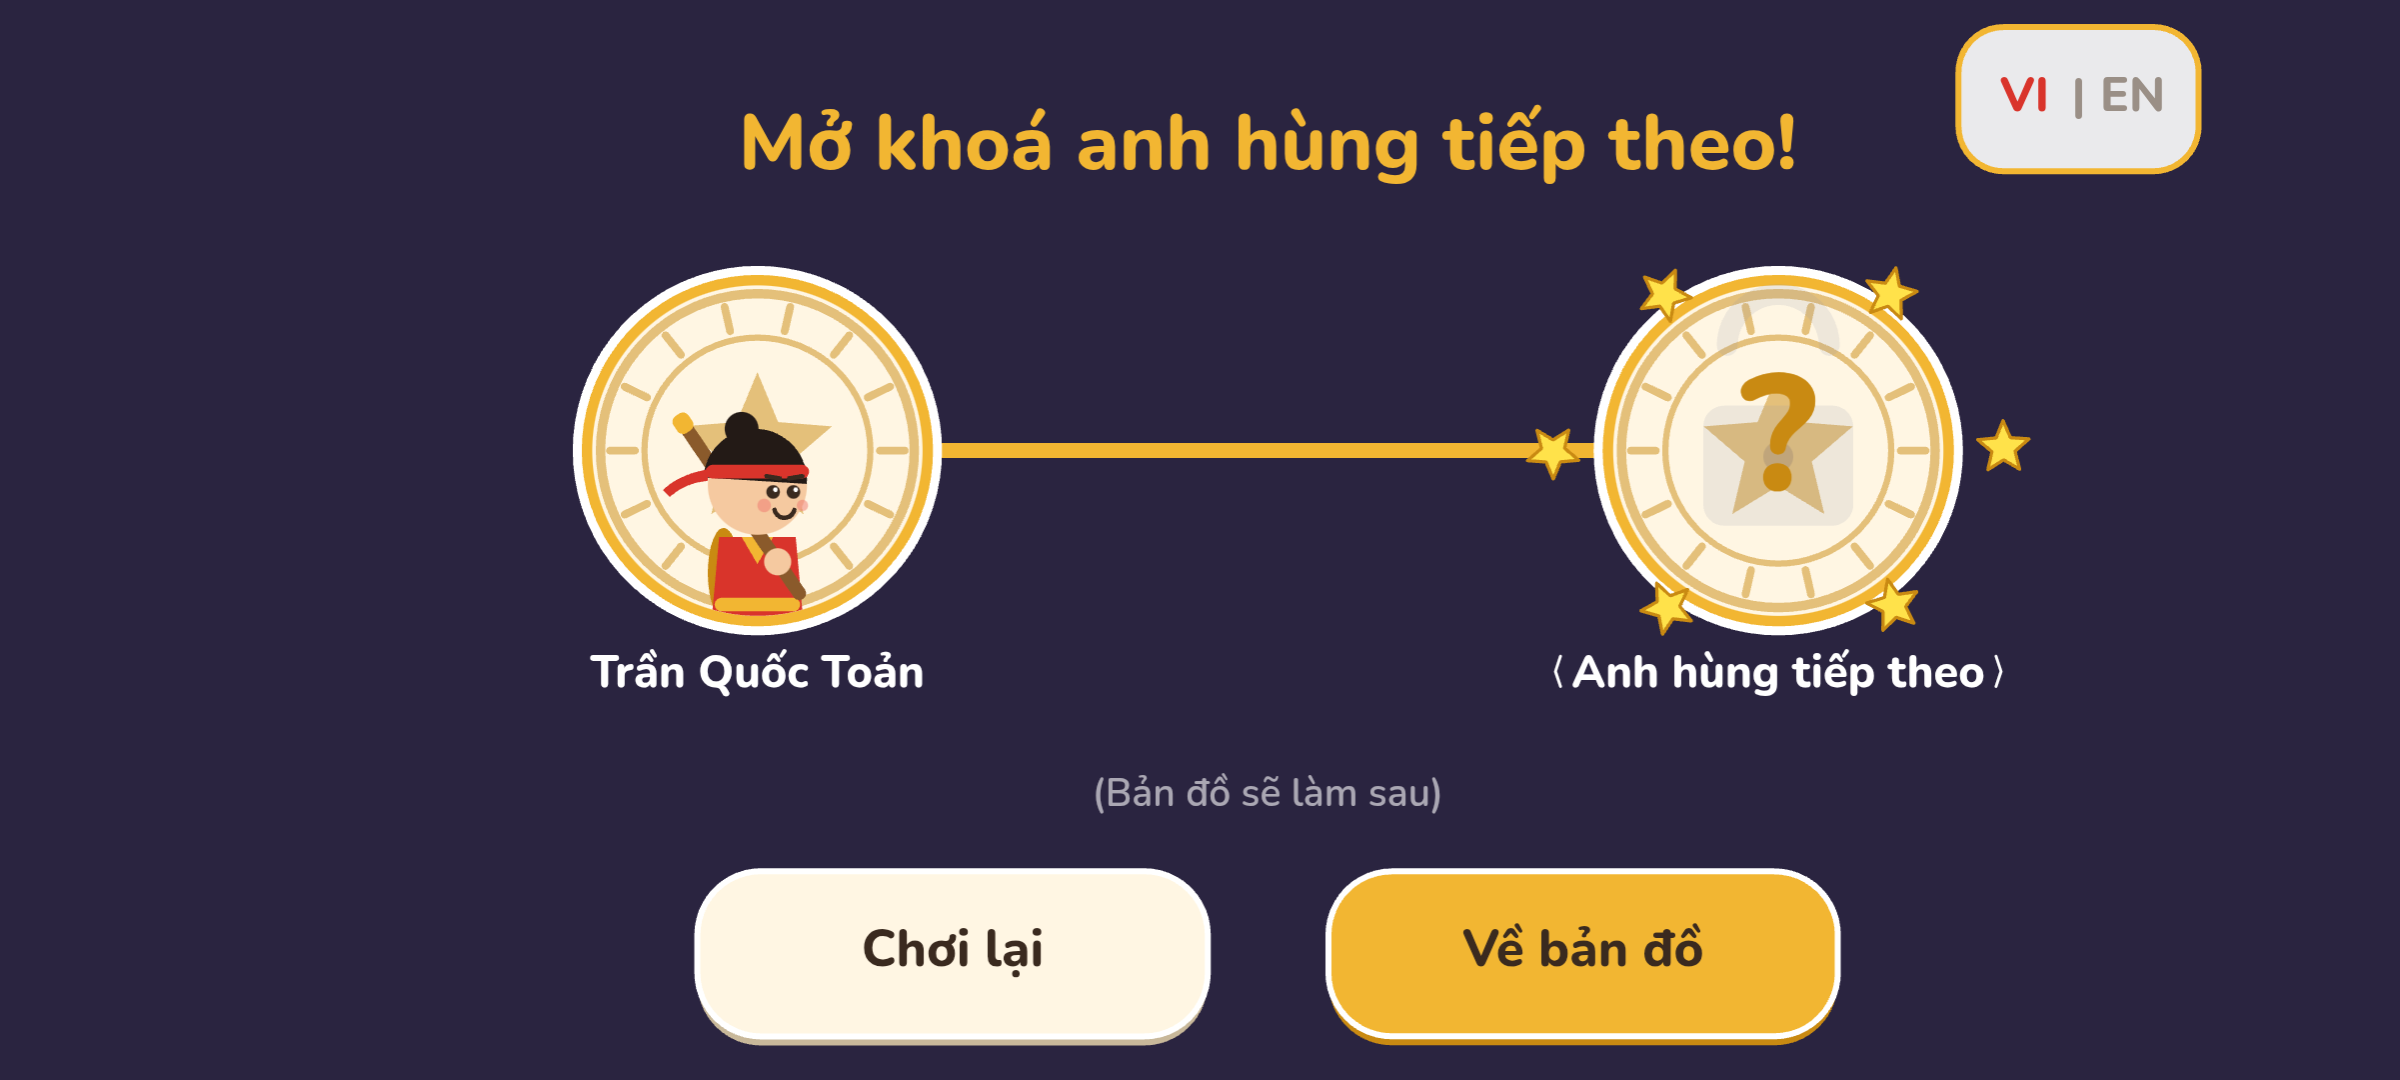 VI | EN
Mở khoá anh hùng tiếp theo!
?
Trần Quốc Toản
⟨Anh hùng tiếp theo⟩
(Bản đồ sẽ làm sau)
Chơi lại
Về bản đồ